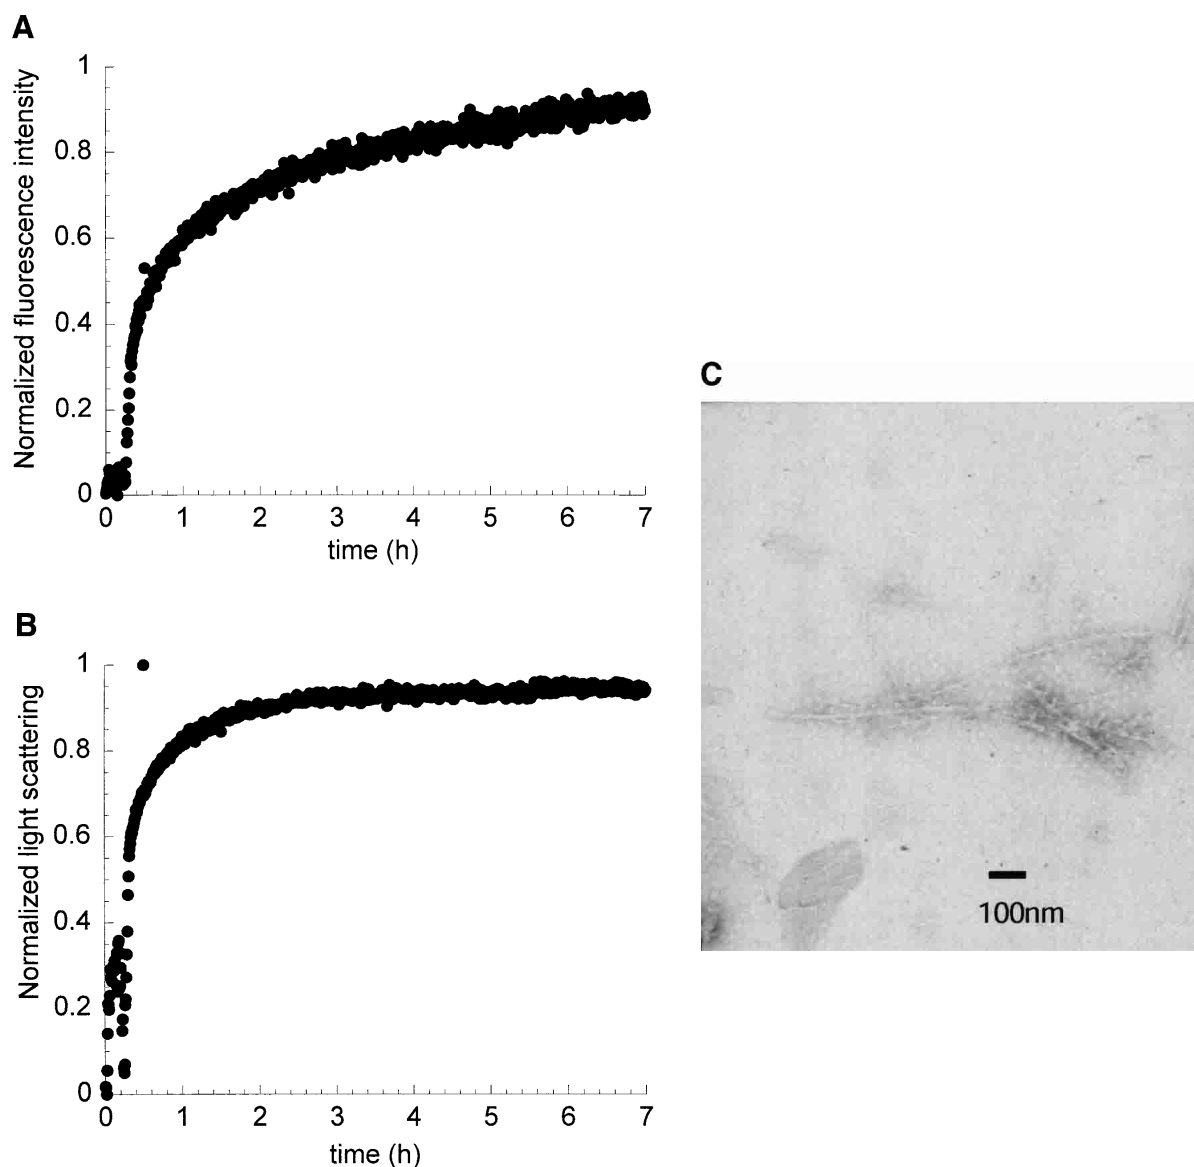 A
Normalized fluorescence intensity
1
0.8
0.6
0.4
0.2
0
0 1 2 3 4 5 6 7
time (h)
B
Normalized light scattering
1
0.8
0.6
0.4
0.2
0
0 1 2 3 4 5 6 7
time (h)
C
100nm